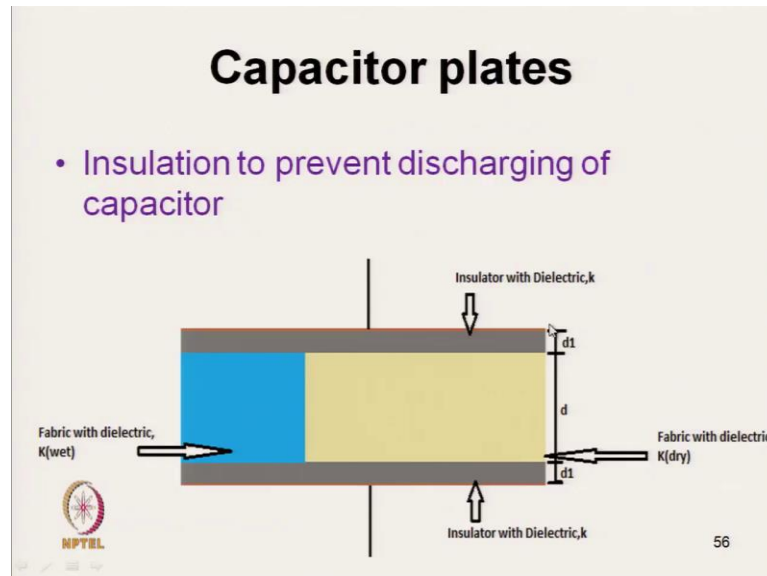 Capacitor plates
• Insulation to prevent discharging of
capacitor
Insulator with Dielectric,k
d1
d
Fabric with dielectric,
K(wet)
Fabric with dielectric
K(dry)
d1
Insulator with Dielectric,k
NPTEL
56